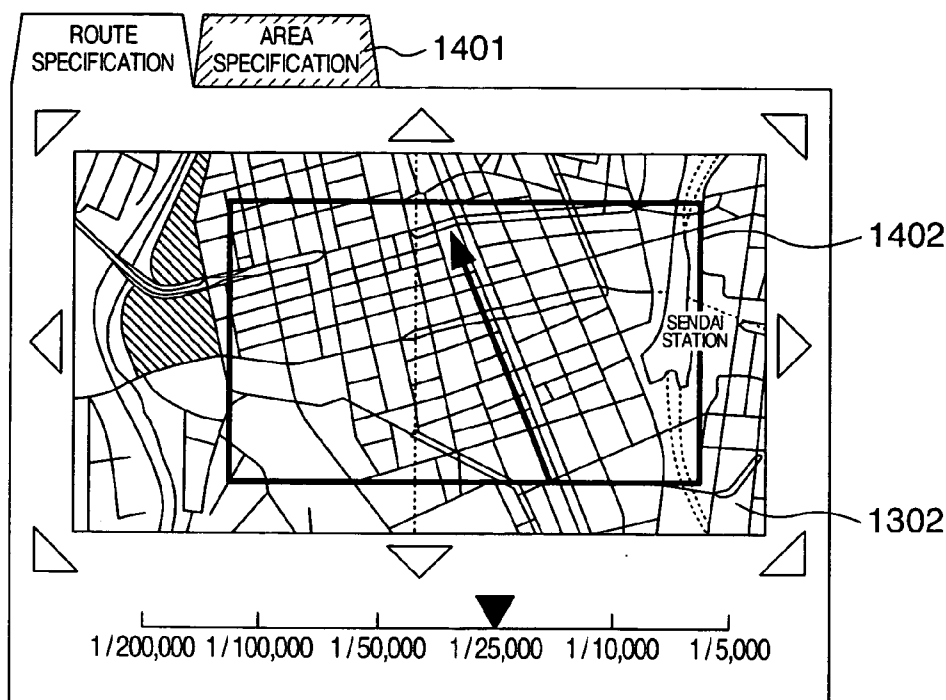 ROUTE
SPECIFICATION
AREA
SPECIFICATION
1401
1402
SENDAI
STATION
1302
1/200,000 1/100,000 1/50,000 1/25,000 1/10,000 1/5,000